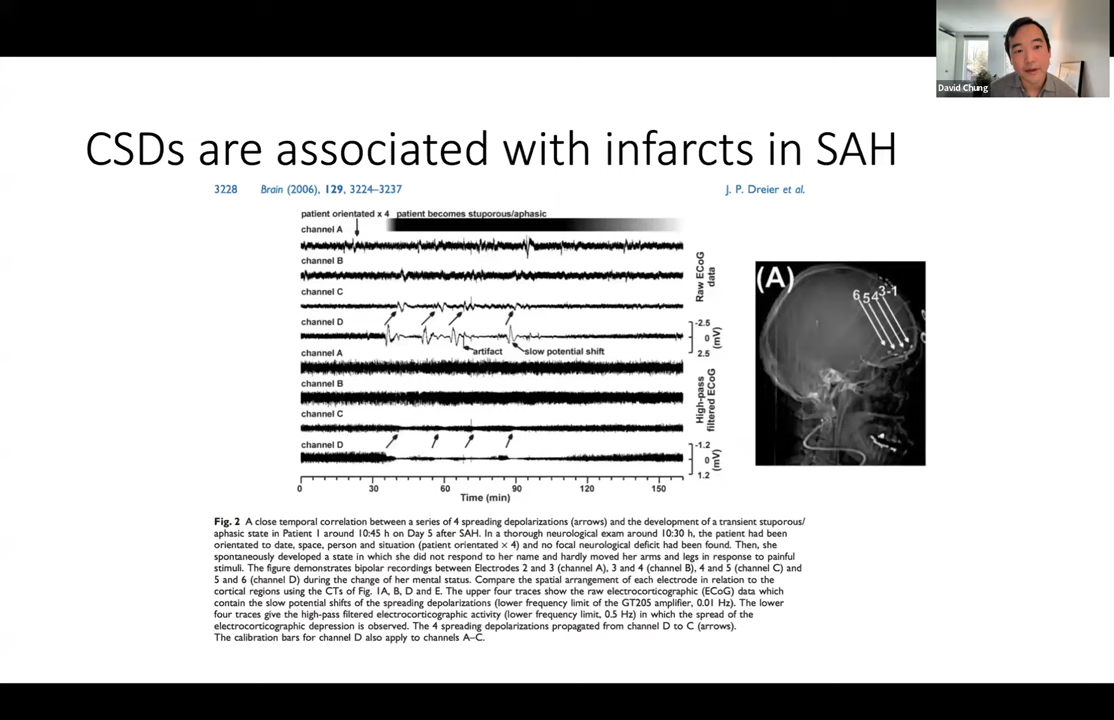 David Chung
CSDs are associated with infarcts in SAH
3228 Brain (2006), 129, 3224–3237 J. P. Dreier et al.
patient orientated x 4 patient becomes stuporous/aphasic
channel A
channel B
channel C
channel D
artifact slow potential shift
channel A
channel B
channel C
channel D
Raw ECoG
data
-2.5
0
2.5
(mV)
High-pass
filtered ECoG
-1.2
0
1.2
(mV)
0 30 60 90 120 150
Time (min)
(A)
6 5 4 3-1
Fig. 2 A close temporal correlation between a series of 4 spreading depolarizations (arrows) and the development of a transient stuporous/
aphasic state in Patient 1 around 10:45 h on Day 5 after SAH. In a thorough neurological exam around 10:30 h, the patient had been
orientated to date, space, person and situation (patient orientated × 4) and no focal neurological deficit had been found. Then, she
spontaneously developed a state in which she did not respond to her name and hardly moved her arms and legs in response to painful
stimuli. The figure demonstrates bipolar recordings between Electrodes 2 and 3 (channel A), 3 and 4 (channel B), 4 and 5 (channel C) and
5 and 6 (channel D) during the change of her mental status. Compare the spatial arrangement of each electrode in relation to the
cortical regions using the CTs of Fig. 1A, B, D and E. The upper four traces show the raw electrocorticographic (ECoG) data which
contain the slow potential shifts of the spreading depolarizations (lower frequency limit of the GT205 amplifier, 0.01 Hz). The lower
four traces give the high-pass filtered electrocorticographic activity (lower frequency limit, 0.5 Hz) in which the spread of the
electrocorticographic depression is observed. The 4 spreading depolarizations propagated from channel D to C (arrows).
The calibration bars for channel D also apply to channels A–C.